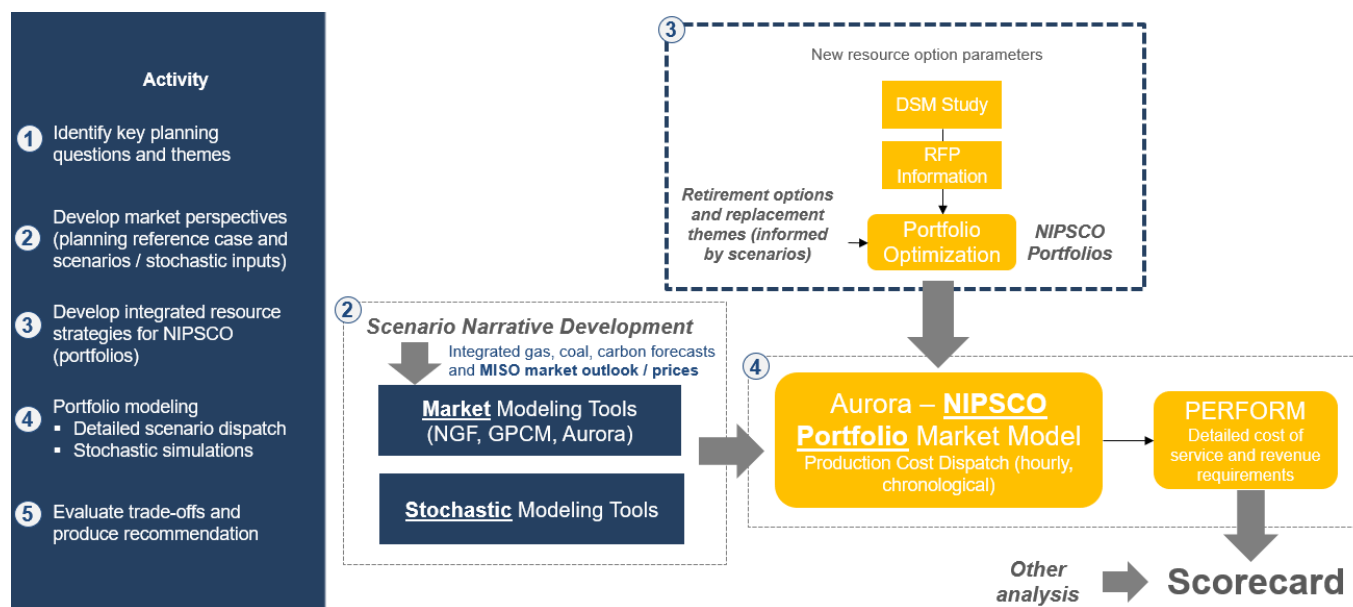 Activity
1 Identify key planning
questions and themes
2 Develop market perspectives
(planning reference case and
scenarios / stochastic inputs)
3 Develop integrated resource
strategies for NIPSCO
(portfolios)
4 Portfolio modeling
▪ Detailed scenario dispatch
▪ Stochastic simulations
5 Evaluate trade-offs and
produce recommendation
3
New resource option parameters
DSM Study
RFP
Information
Retirement options
and replacement
themes (informed
by scenarios)
Portfolio
Optimization
NIPSCO
Portfolios
2
Scenario Narrative Development
Integrated gas, coal, carbon forecasts
and MISO market outlook / prices
Market Modeling Tools
(NGF, GPCM, Aurora)
Stochastic Modeling Tools
4
Aurora – NIPSCO
Portfolio Market Model
Production Cost Dispatch (hourly,
chronological)
PERFORM
Detailed cost of
service and revenue
requirements
Other
analysis
Scorecard